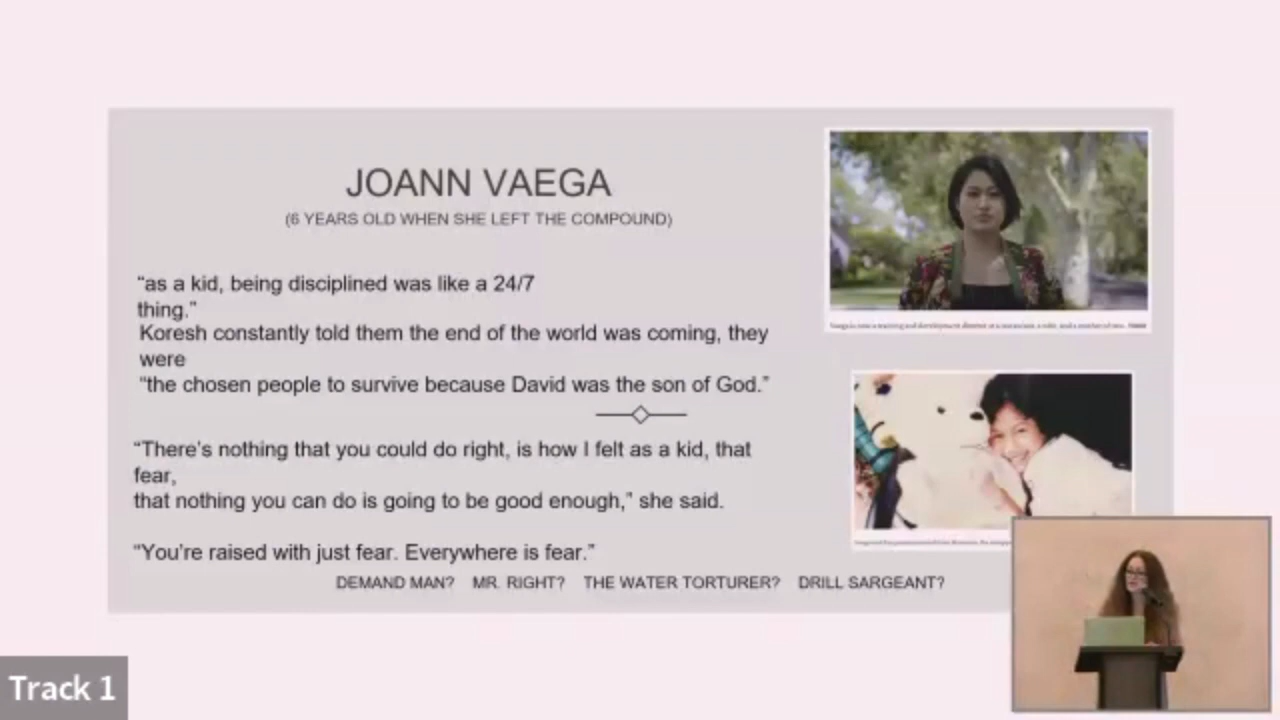 JOANN VAEGA
(6 YEARS OLD WHEN SHE LEFT THE COMPOUND)
“as a kid, being disciplined was like a 24/7
thing.”
Koresh constantly told them the end of the world was coming, they
were
“the chosen people to survive because David was the son of God.”
“There’s nothing that you could do right, is how I felt as a kid, that
fear,
that nothing you can do is going to be good enough,” she said.
“You’re raised with just fear. Everywhere is fear.”
DEMAND MAN? MR. RIGHT? THE WATER TORTURER? DRILL SARGEANT?
Track 1